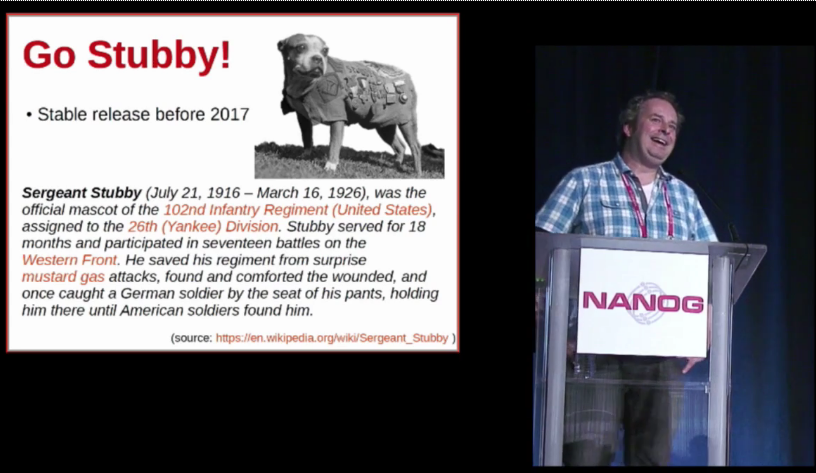 Go Stubby!
• Stable release before 2017
Sergeant Stubby (July 21, 1916 – March 16, 1926), was the
official mascot of the 102nd Infantry Regiment (United States),
assigned to the 26th (Yankee) Division. Stubby served for 18
months and participated in seventeen battles on the
Western Front. He saved his regiment from surprise
mustard gas attacks, found and comforted the wounded, and
once caught a German soldier by the seat of his pants, holding
him there until American soldiers found him.
(source: https://en.wikipedia.org/wiki/Sergeant_Stubby )
NANOG